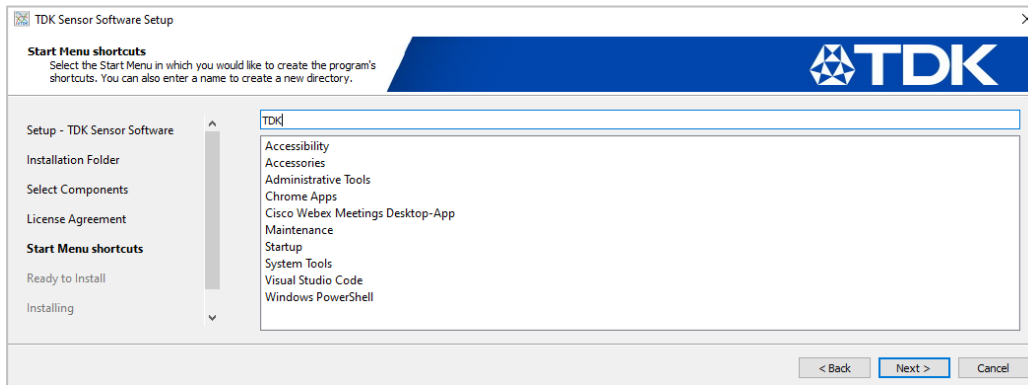 TDK Sensor Software Setup
Start Menu shortcuts
Select the Start Menu in which you would like to create the program's
shortcuts. You can also enter a name to create a new directory.
TDK
Setup - TDK Sensor Software
Installation Folder
Select Components
License Agreement
Start Menu shortcuts
Ready to Install
Installing
TDK
Accessibility
Accessories
Administrative Tools
Chrome Apps
Cisco Webex Meetings Desktop-App
Maintenance
Startup
System Tools
Visual Studio Code
Windows PowerShell
< Back
Next >
Cancel